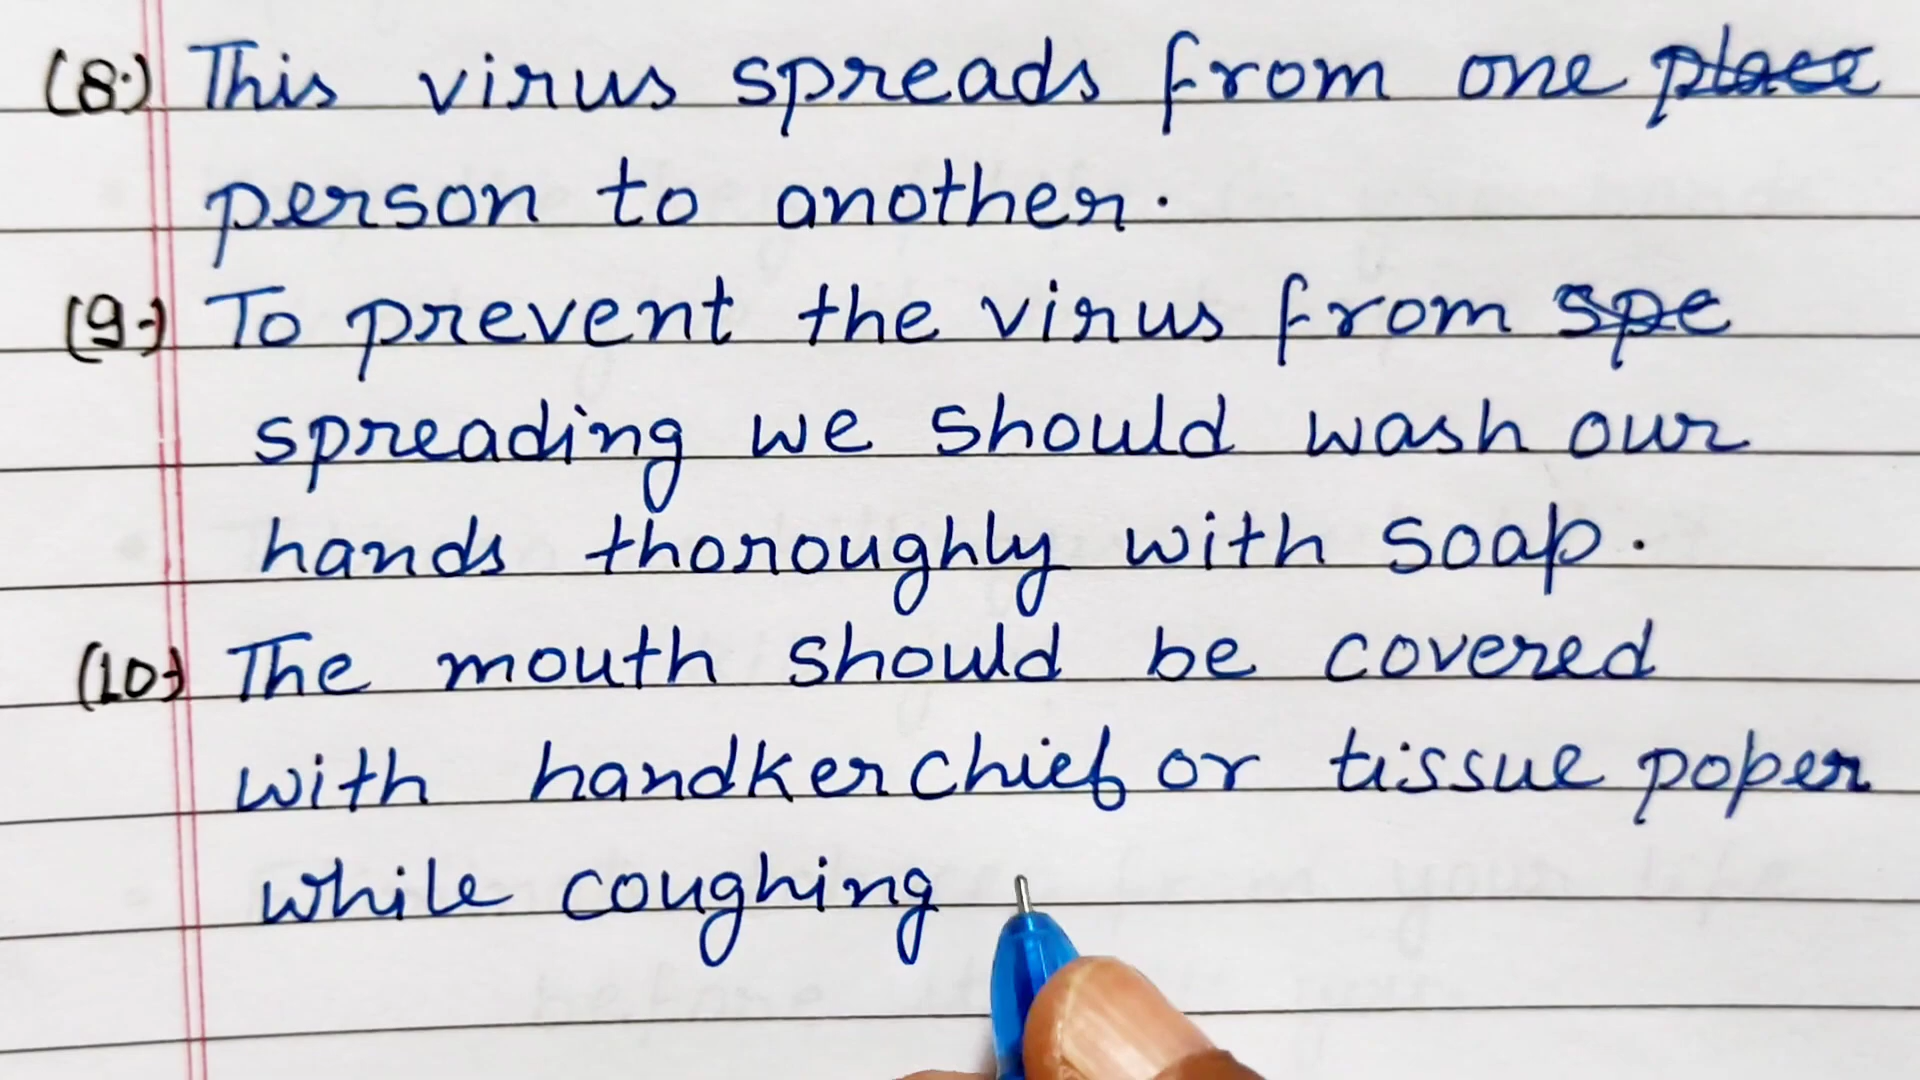 (8.) This virus spreads from one place
person to another.
(9.) To prevent the virus from spe
spreading we should wash our
hands thoroughly with soap.
(10) The mouth should be covered
with handkerchief or tissue poper
while coughing